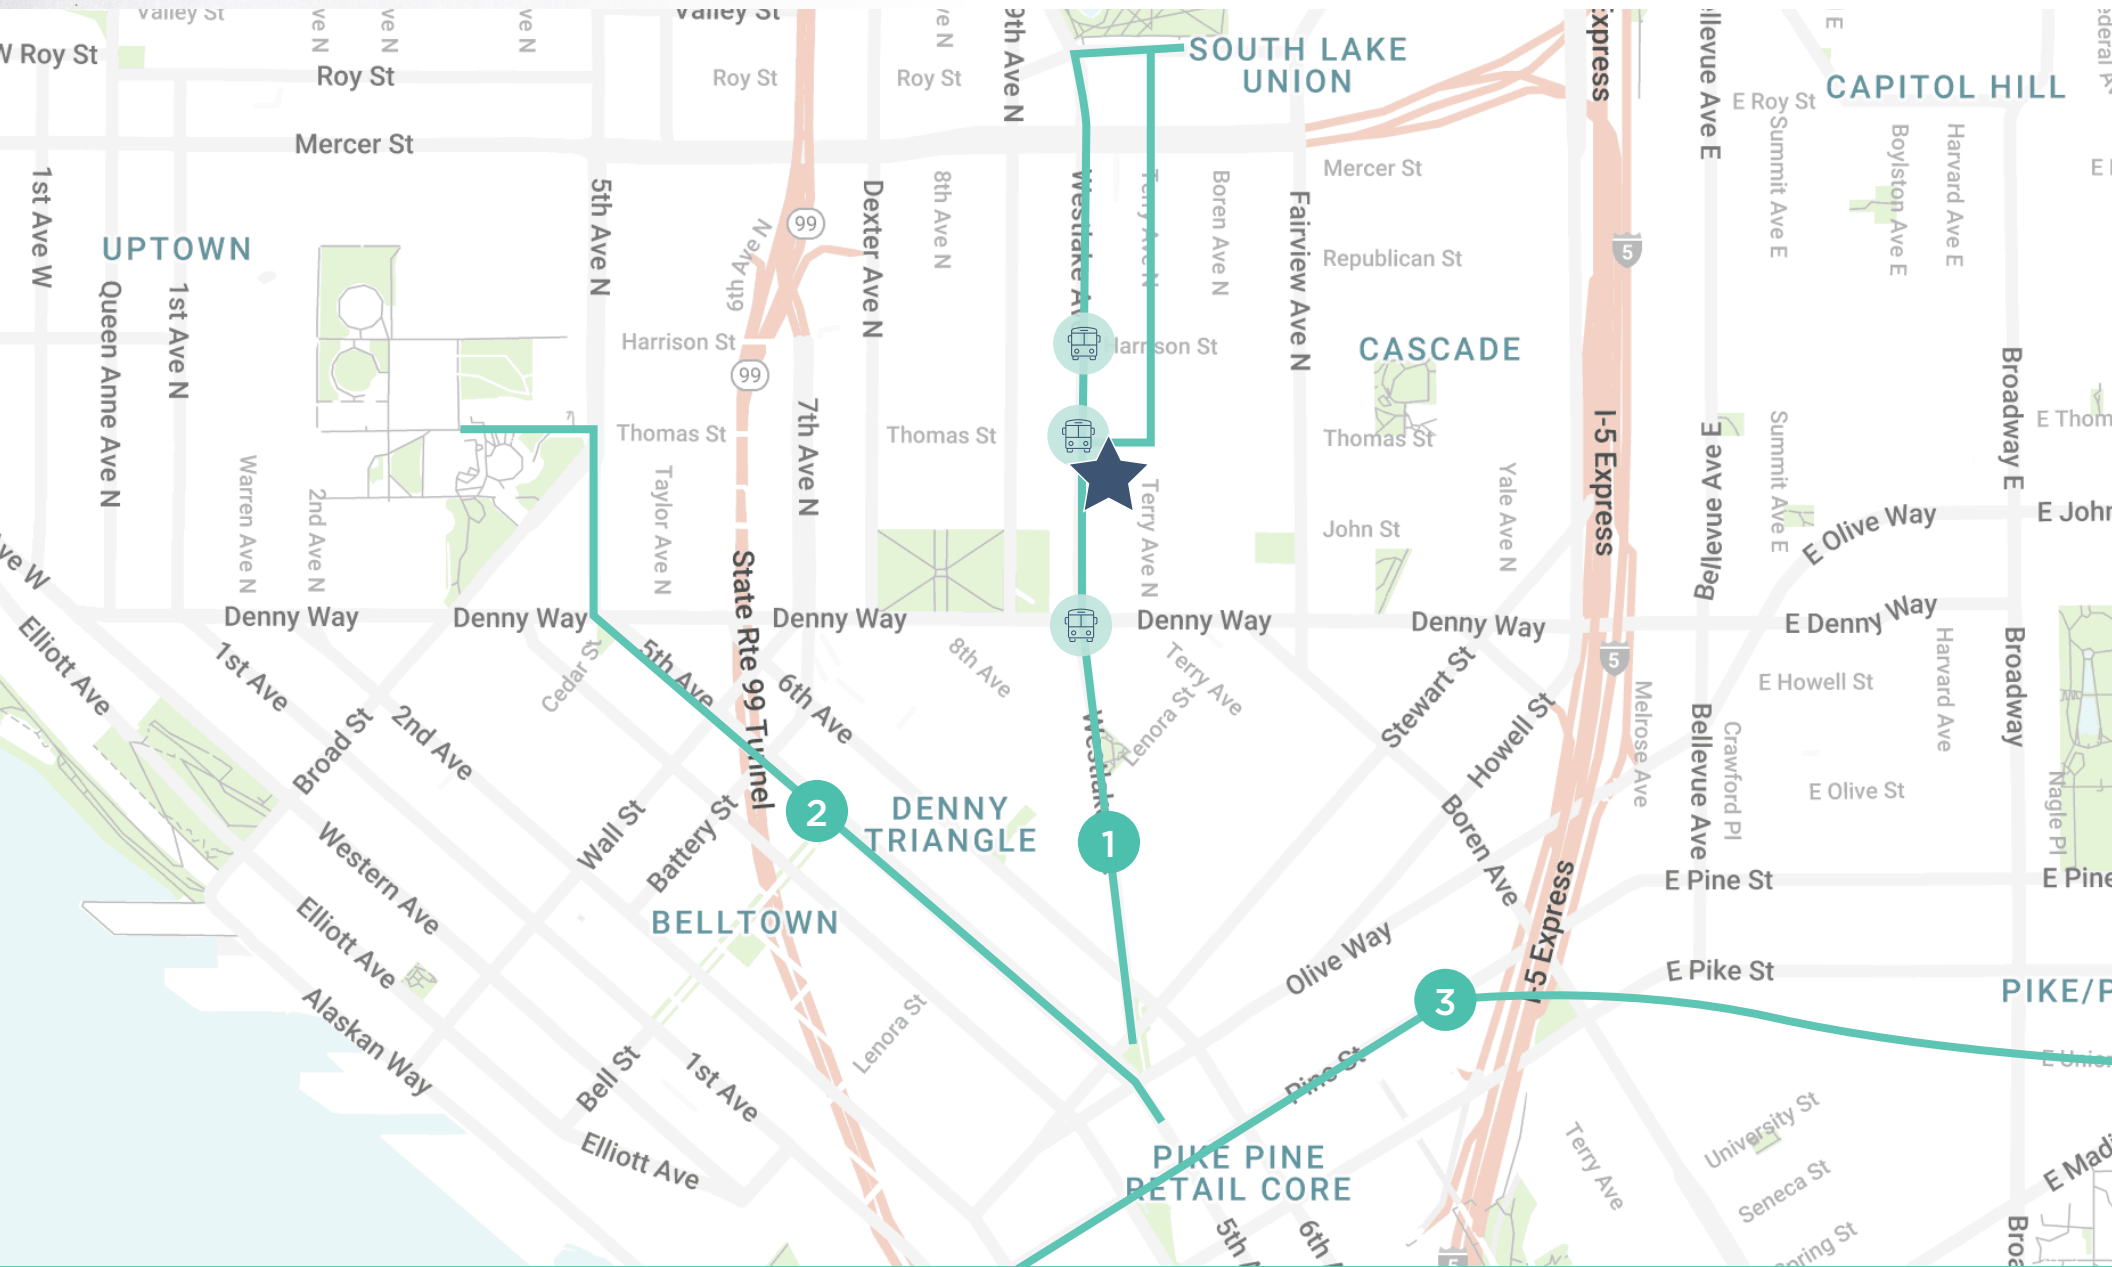 Valley St
Valley St
W Roy St
Roy St
Roy St
Roy St
9th Ave N
SOUTH LAKE
UNION
Express
E Roy St
CAPITOL HILL
Mercer St
Mercer St
1st Ave W
UPTOWN
Queen Anne Ave N
1st Ave N
5th Ave N
6th Ave N
99
Dexter Ave N
8th Ave N
Terry Ave N
Boren Ave N
Fairview Ave N
Republican St
5
Summit Ave E
Boylston Ave E
Harvard Ave E
Harrison St
Harrison St
99
CASCADE
Broadway E
Thomas St
Thomas St
Thomas St
7th Ave N
I-5 Express
Bellevue Ave E
Summit Ave E
Warren Ave N
2nd Ave N
Taylor Ave N
Terry Ave N
Yale Ave N
John St
E Olive Way
State Rte 99 Tunnel
Denny Way
Denny Way
Denny Way
Denny Way
Denny Way
E Denny Way
Elliott Ave
1st Ave
Cedar St
5th Ave
6th Ave
8th Ave
Terry Ave
Lenora St
Stewart St
Howell St
5
Melrose Ave
E Howell St
Harvard Ave
Broadway
Broad St
2nd Ave
Bellevue Ave
Crawford Pl
E Olive St
Nagle Pl
2
DENNY
TRIANGLE
1
Wall St
Battery St
Boren Ave
Western Ave
BELLTOWN
E Pine St
E Pine
Elliott Ave
Olive Way
I-5 Express
E Pike St
3
Alaskan Way
Lenora St
Bell St
1st Ave
Pine St
Elliott Ave
PIKE PINE
RETAIL CORE
Terry Ave
University St
Seneca St
5